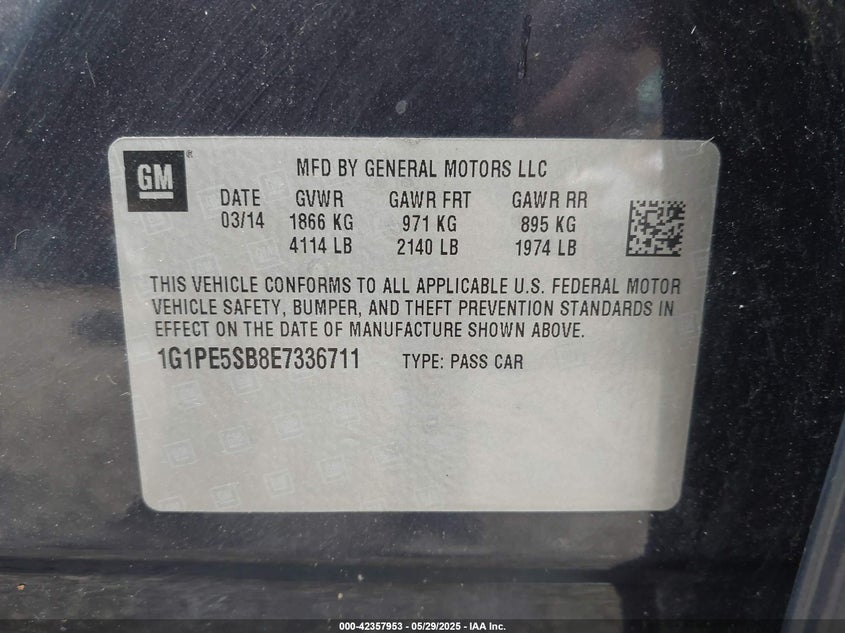 GM®
MFD BY GENERAL MOTORS LLC
DATE GVWR GAWR FRT GAWR RR
03/14 1866 KG 971 KG 895 KG
4114 LB 2140 LB 1974 LB
THIS VEHICLE CONFORMS TO ALL APPLICABLE U.S. FEDERAL MOTOR
VEHICLE SAFETY, BUMPER, AND THEFT PREVENTION STANDARDS IN
EFFECT ON THE DATE OF MANUFACTURE SHOWN ABOVE.
1G1PE5SB8E7336711 TYPE: PASS CAR
000-42357953 - 05/29/2025 - IAA Inc.